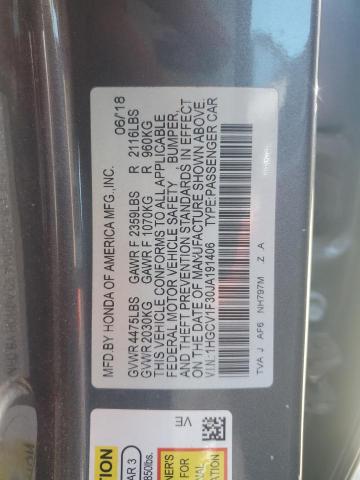 MFD BY HONDA OF AMERICA MFG.,INC. 06/18
GVWR 4475LBS GAWR F 2359LBS R 2116LBS
GVWR 2030KG GAWR F 1070KG R 960KG
THIS VEHICLE CONFORMS TO ALL APPLICABLE
FEDERAL MOTOR VEHICLE SAFETY, BUMPER,
AND THEFT PREVENTION STANDARDS IN EFFECT
ON THE DATE OF MANUFACTURE SHOWN ABOVE.
V.I.N.:1HGCV1F30JA191406 TYPE:PASSENGER CAR
TVA J AF6 NH797M Z A
VE